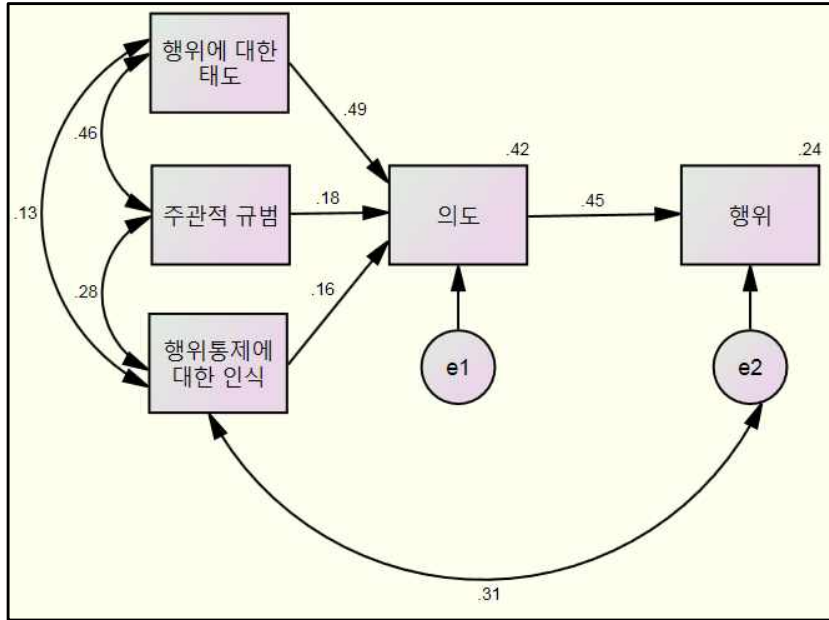 행위에 대한
태도
.49
.46
.42
.24
주관적 규범
.18
의도
.45
행위
.13
.28
.16
행위통제에
대한 인식
e1
e2
.31